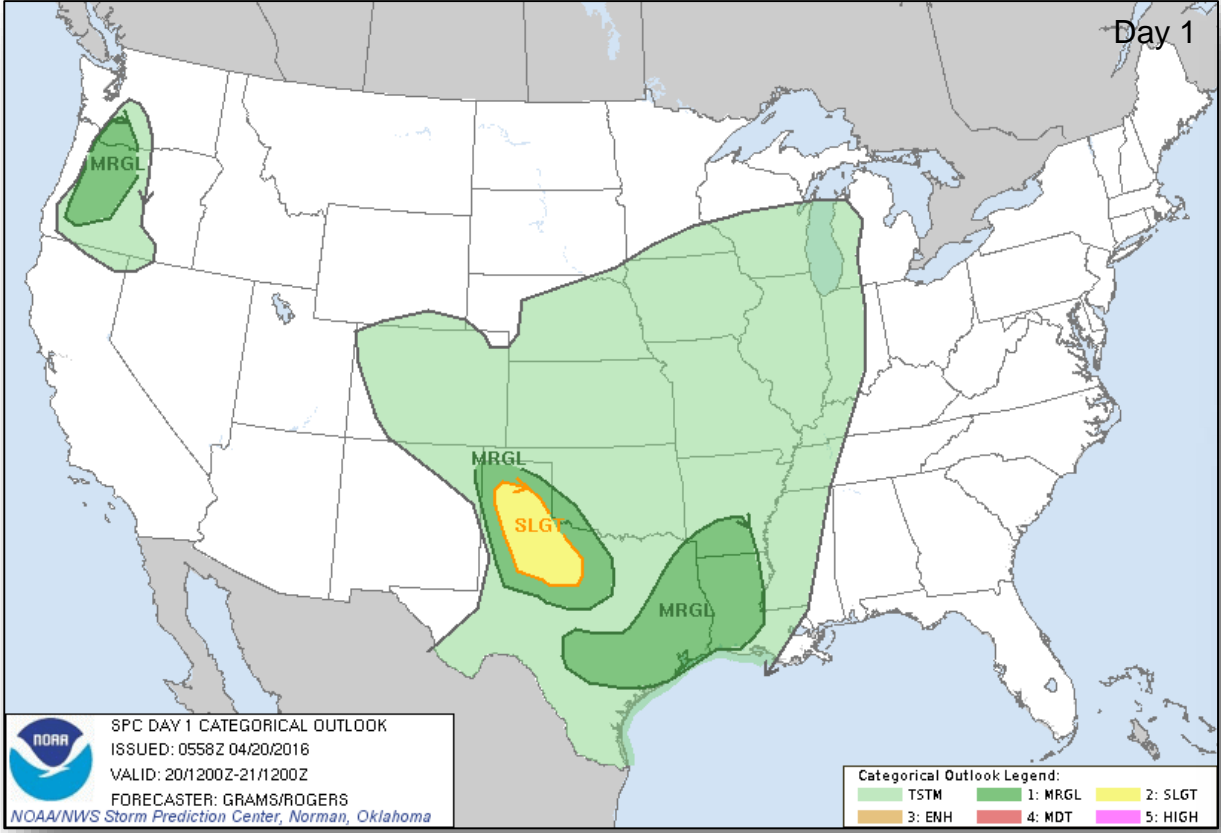 Day 1
MRGL
MRGL
SLGT
MRGL
NOAA
SPC DAY 1 CATEGORICAL OUTLOOK
ISSUED: 0558Z 04/20/2016
VALID: 20/1200Z-21/1200Z
FORECASTER: GRAMS/ROGERS
NOAA/NWS Storm Prediction Center, Norman, Oklahoma
Categorical Outlook Legend:
TSTM 1: MRGL 2: SLGT
3: ENH 4: MDT 5: HIGH